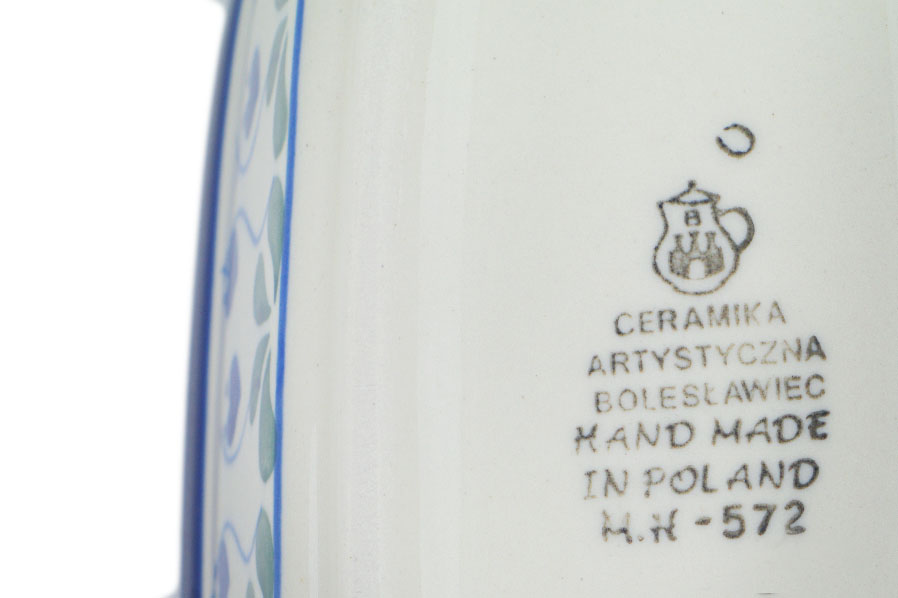 B
CERAMIKA
ARTYSTYCZNA
BOLESŁAWIEC
HAND MADE
IN POLAND
M.H-572